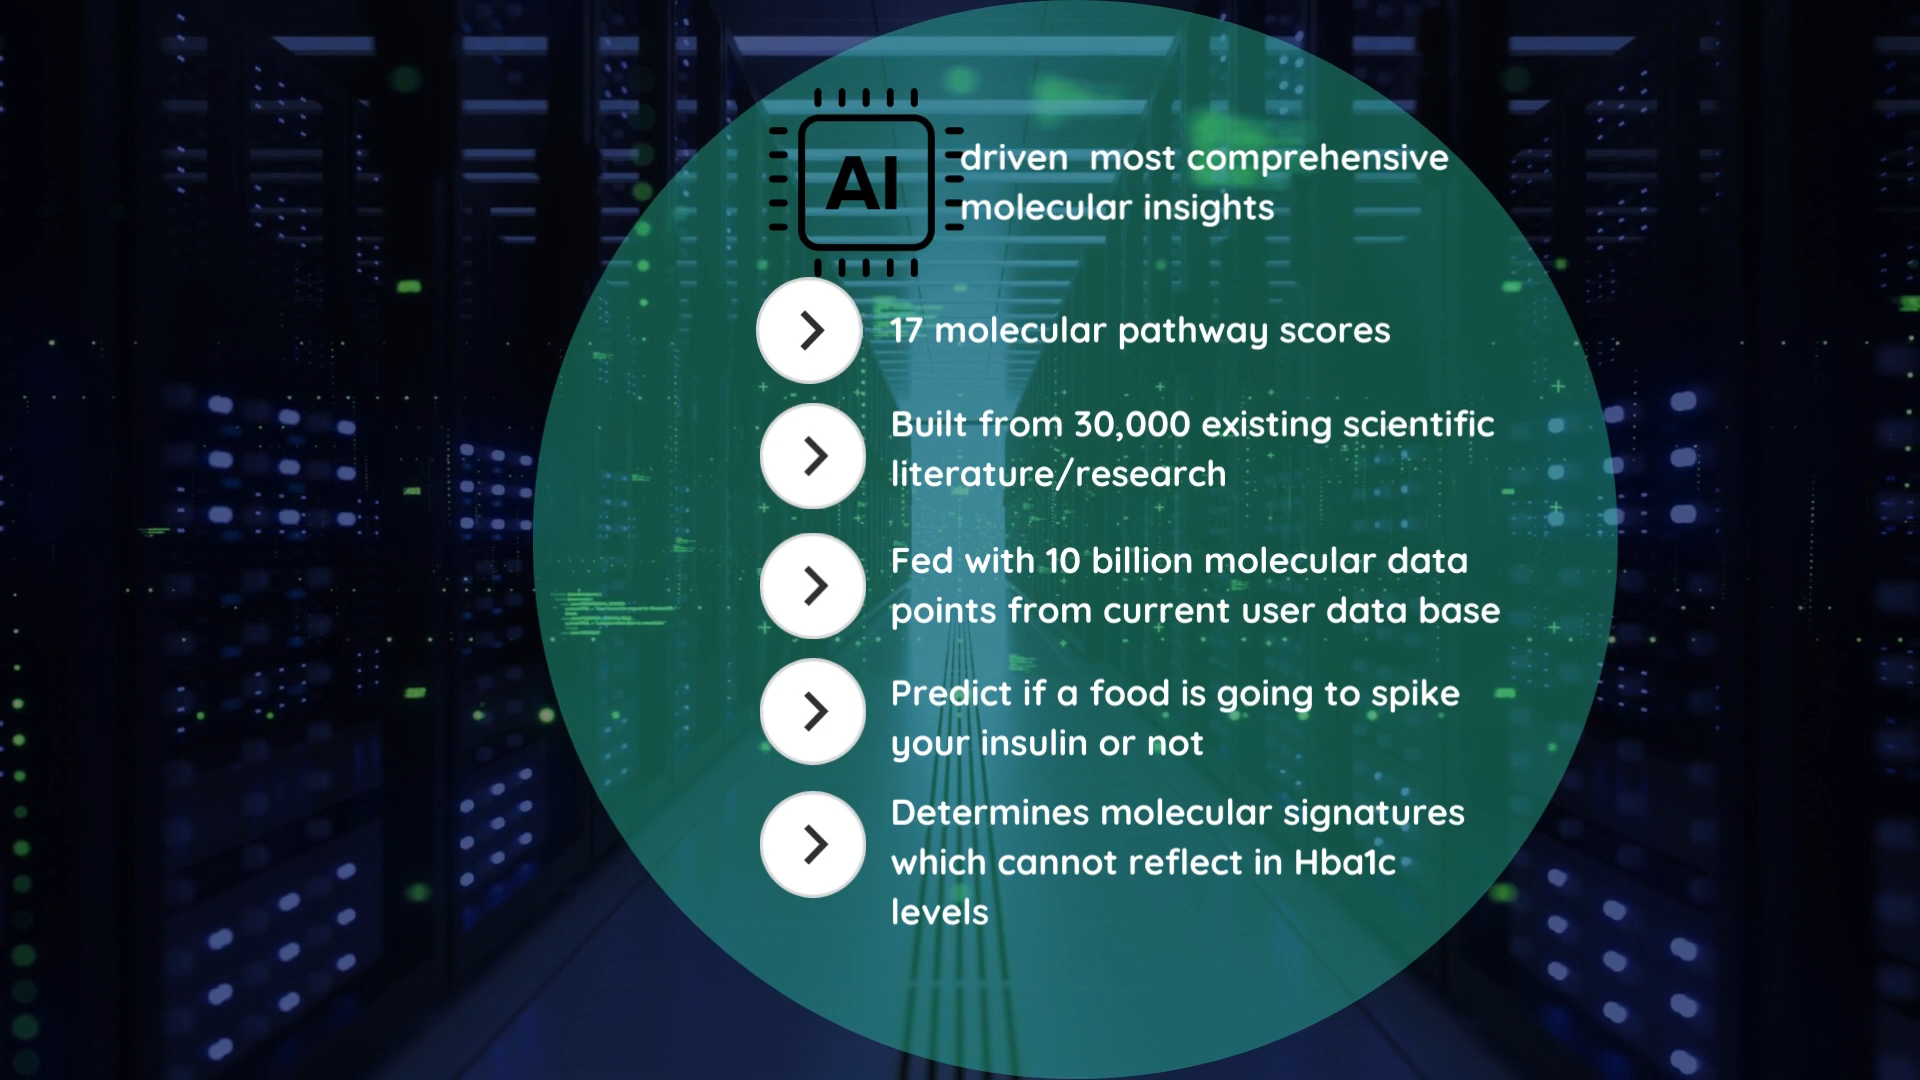 AI
driven  most comprehensive
molecular insights
17 molecular pathway scores
Built from 30,000 existing scientific
literature/research
Fed with 10 billion molecular data
points from current user data base
Predict if a food is going to spike
your insulin or not
Determines molecular signatures
which cannot reflect in Hba1c
levels